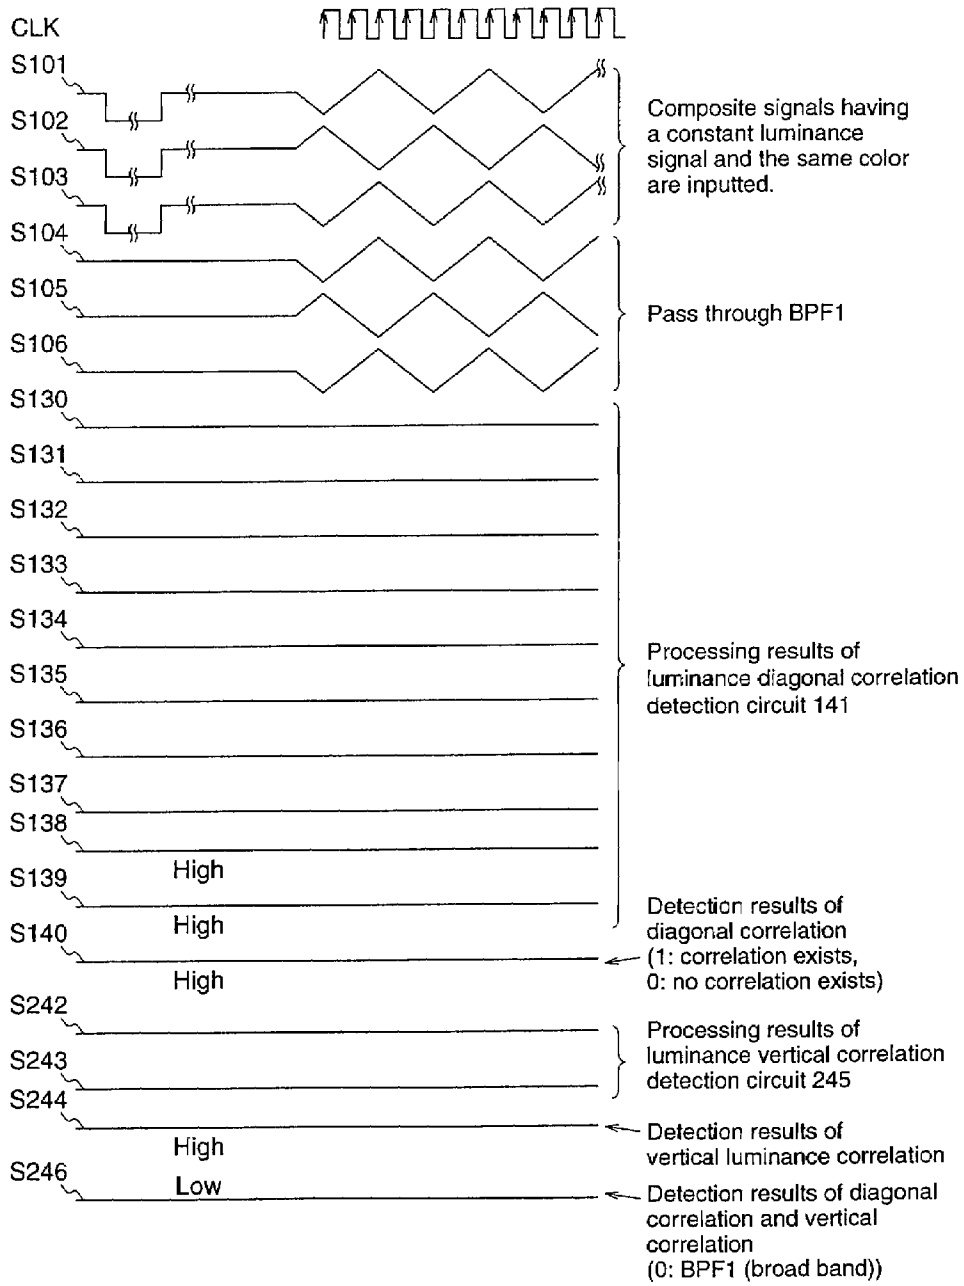 CLK
S101
S102
S103
Composite signals having
a constant luminance
signal and the same color
are inputted.
S104
S105
S106
Pass through BPF1
S130
S131
S132
S133
S134
S135
S136
S137
S138
High
S139
High
Processing results of
luminance diagonal correlation
detection circuit 141
S140
High
Detection results of
diagonal correlation
(1: correlation exists,
0: no correlation exists)
S242
S243
Processing results of
luminance vertical correlation
detection circuit 245
S244
High
Detection results of
vertical luminance correlation
S246
Low
Detection results of diagonal
correlation and vertical
correlation
(0: BPF1 (broad band))